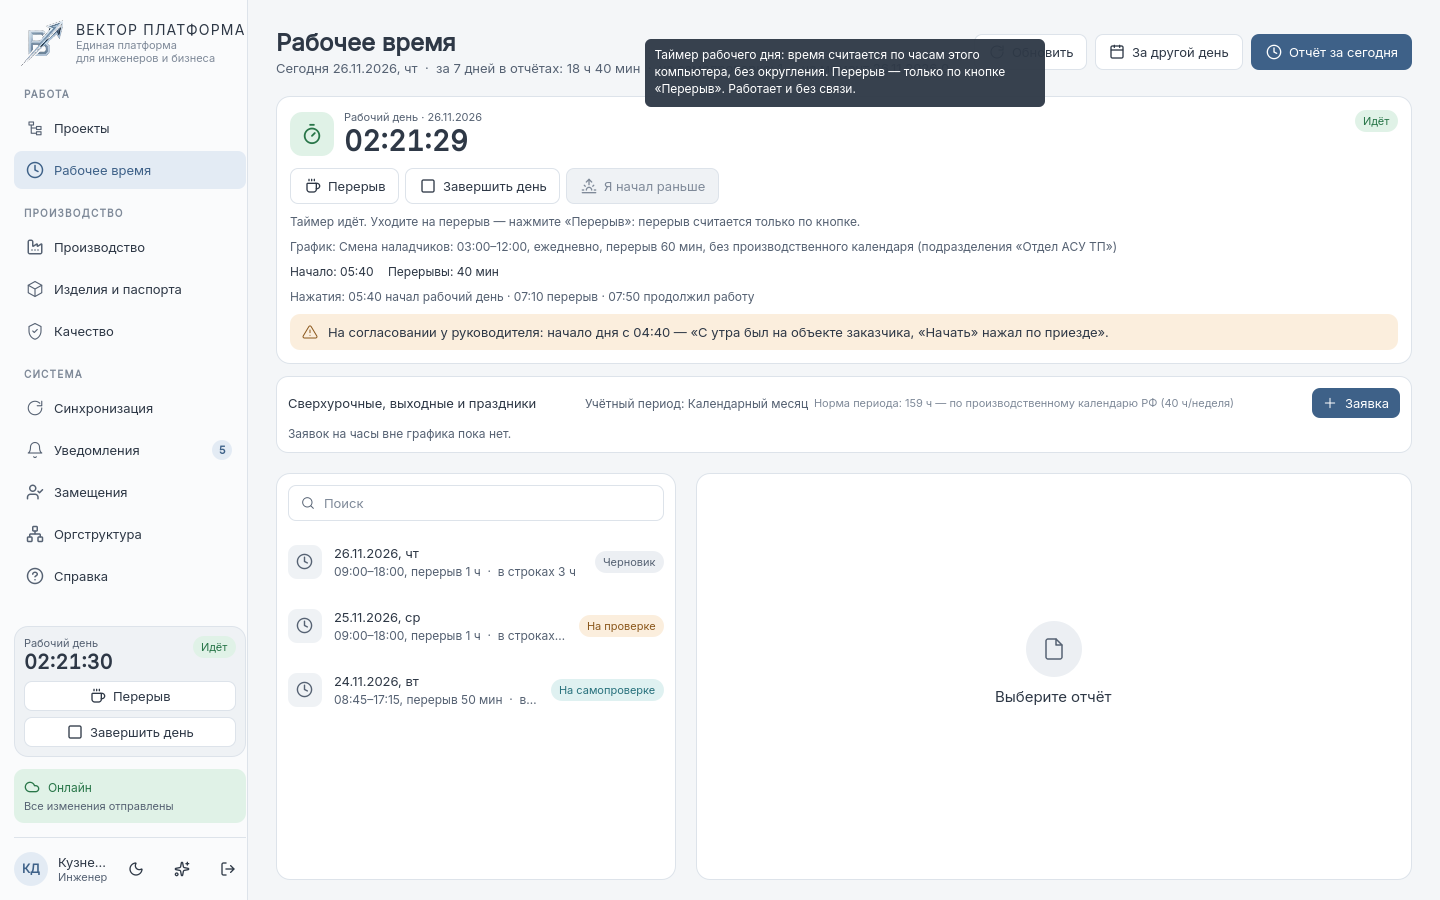 ВЕКТОР ПЛАТФОРМА
Единая платформа
для инженеров и бизнеса
РАБОТА
Проекты
Рабочее время
ПРОИЗВОДСТВО
Производство
Изделия и паспорта
Качество
СИСТЕМА
Синхронизация
Уведомления 5
Замещения
Оргструктура
Справка
Рабочий день
02:21:30
Идёт
Перерыв
Завершить день
Онлайн
Все изменения отправлены
КД
Кузне...
Инженер
Рабочее время
Сегодня 26.11.2026, чт · за 7 дней в отчётах: 18 ч 40 мин
Таймер рабочего дня: время считается по часам этого
компьютера, без округления. Перерыв — только по кнопке
«Перерыв». Работает и без связи.
Обновить
За другой день
Отчёт за сегодня
Рабочий день · 26.11.2026
02:21:29
Идёт
Перерыв
Завершить день
Я начал раньше
Таймер идёт. Уходите на перерыв — нажмите «Перерыв»: перерыв считается только по кнопке.
График: Смена наладчиков: 03:00–12:00, ежедневно, перерыв 60 мин, без производственного календаря (подразделения «Отдел АСУ ТП»)
Начало: 05:40 Перерывы: 40 мин
Нажатия: 05:40 начал рабочий день · 07:10 перерыв · 07:50 продолжил работу
На согласовании у руководителя: начало дня с 04:40 — «С утра был на объекте заказчика, «Начать» нажал по приезде».
Сверхурочные, выходные и праздники
Учётный период: Календарный месяц Норма периода: 159 ч — по производственному календарю РФ (40 ч/неделя)
Заявка
Заявок на часы вне графика пока нет.
Поиск
26.11.2026, чт
09:00–18:00, перерыв 1 ч · в строках 3 ч
Черновик
25.11.2026, ср
09:00–18:00, перерыв 1 ч · в строках...
На проверке
24.11.2026, вт
08:45–17:15, перерыв 50 мин · в...
На самопроверке
Выберите отчёт